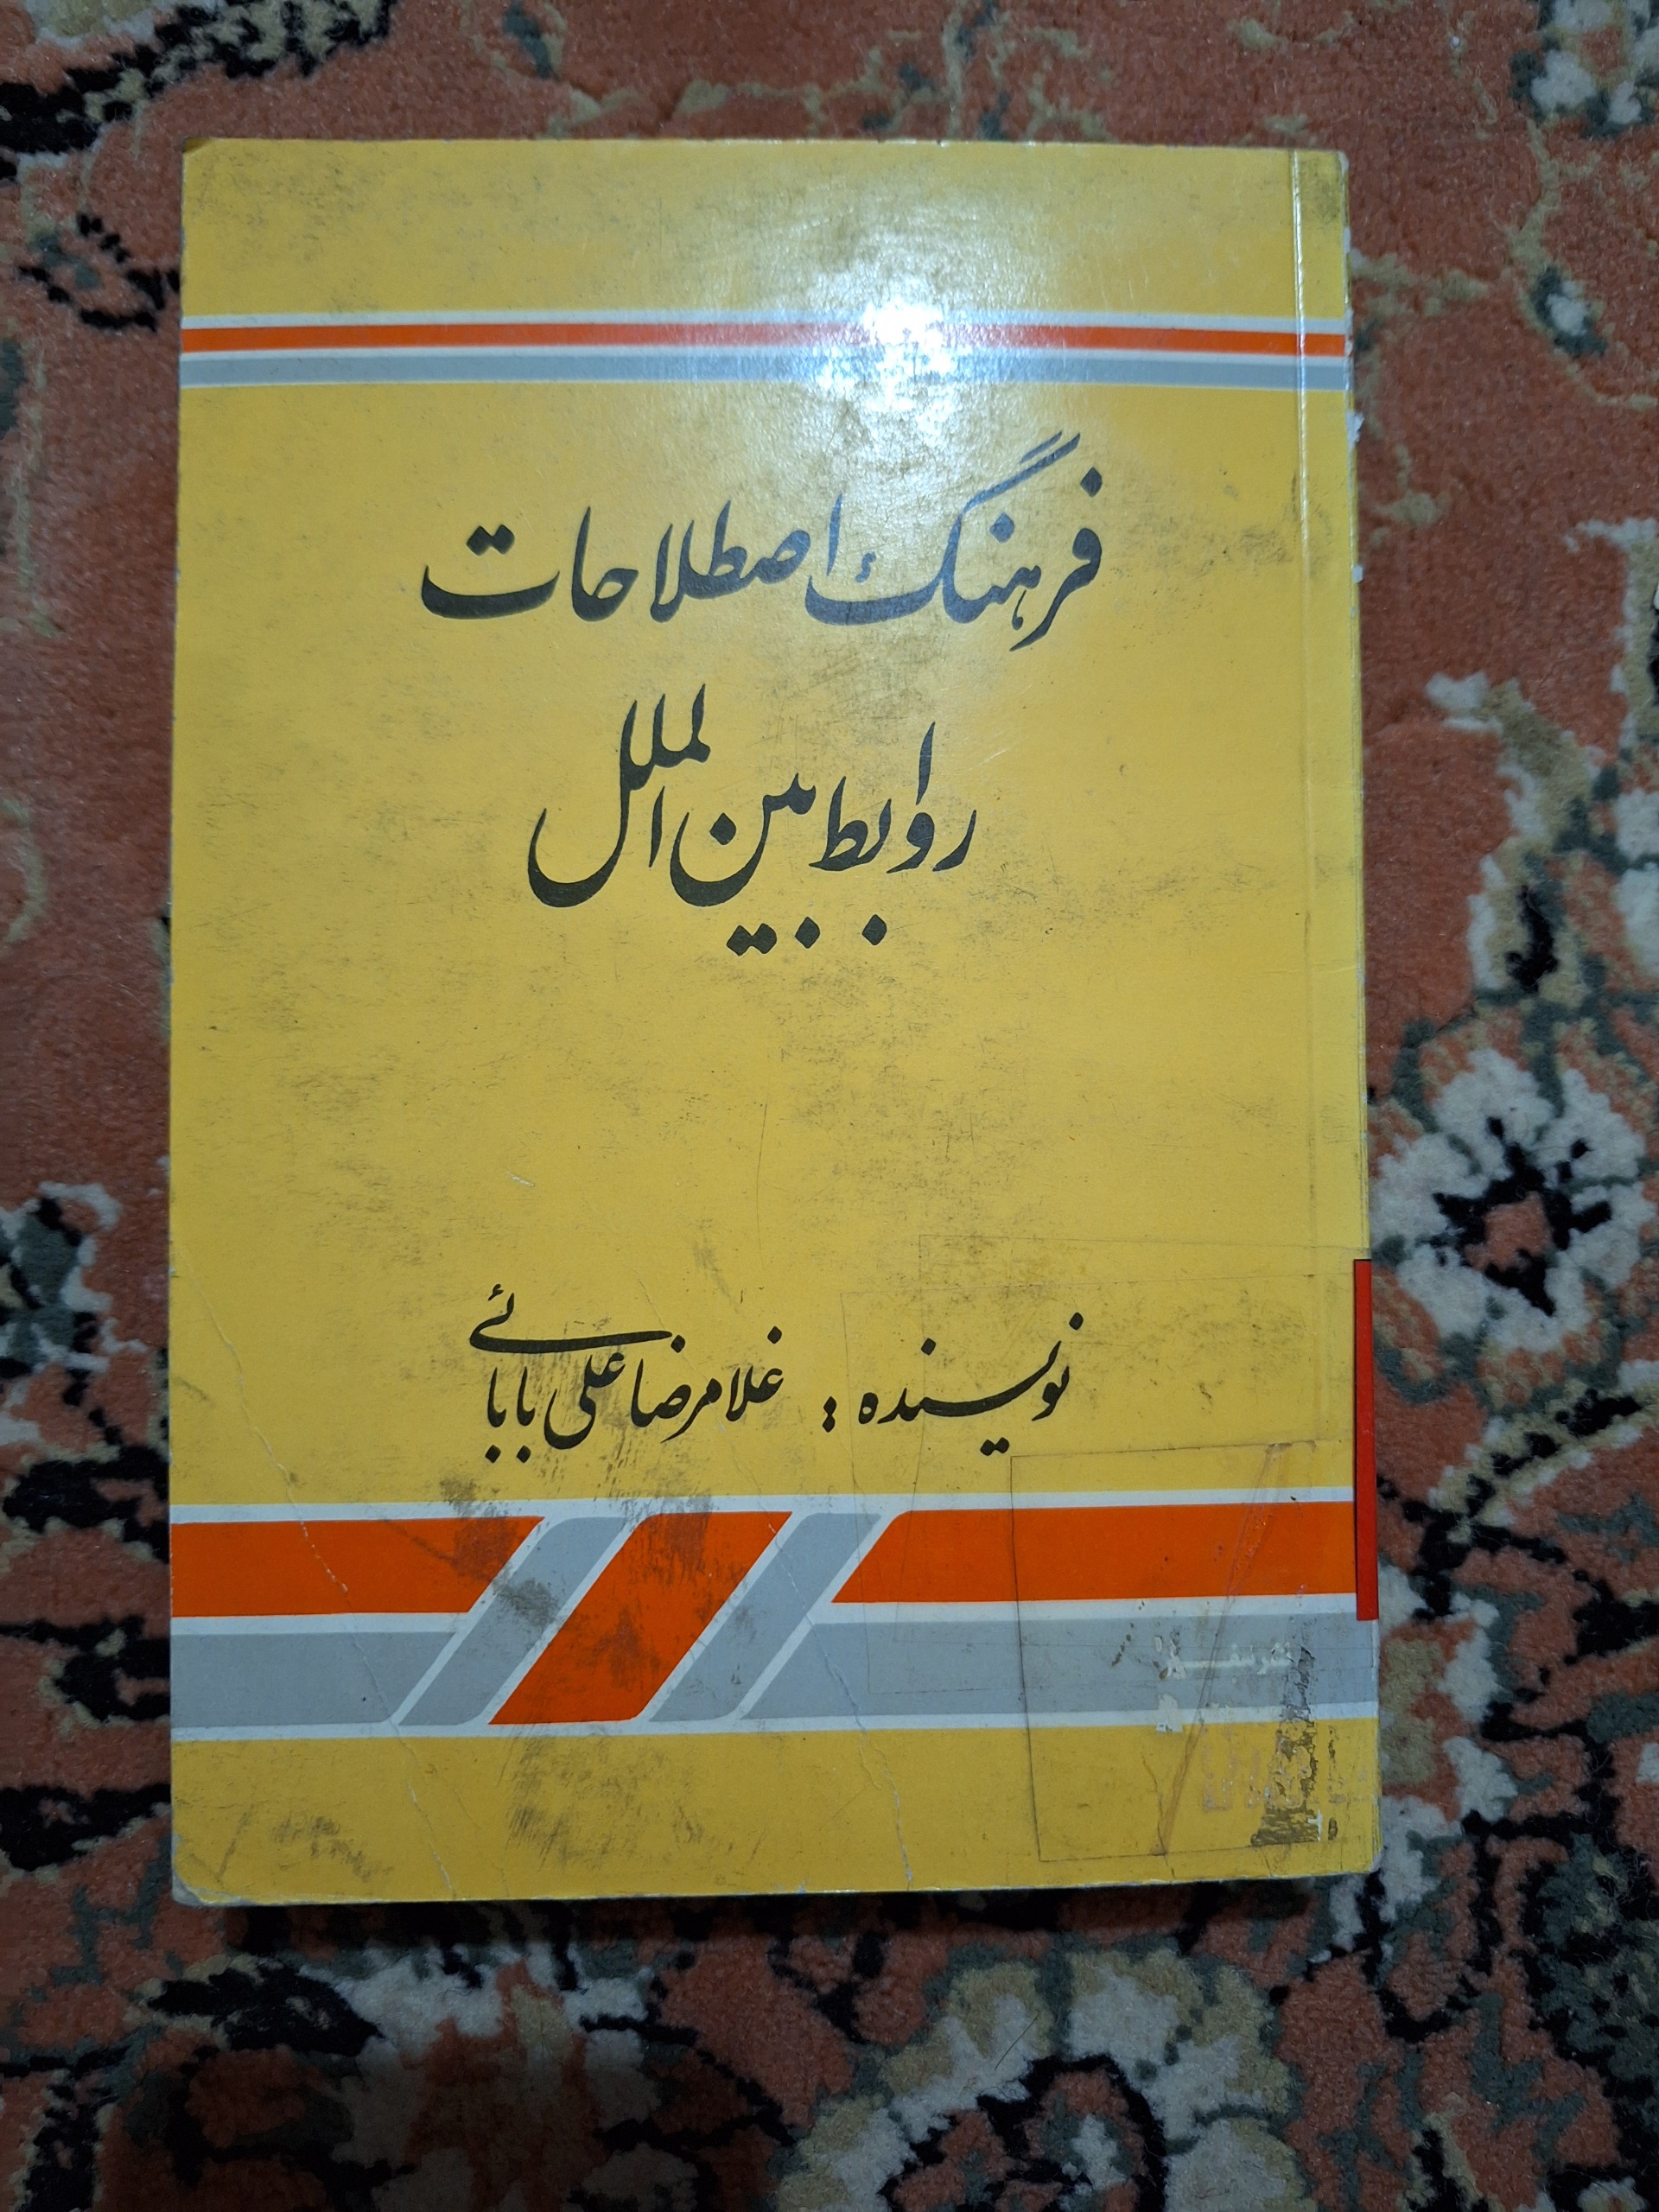 فرهنگ اصطلاحات
روابط بین‌الملل
نویسنده : غلامرضا علی بابائی